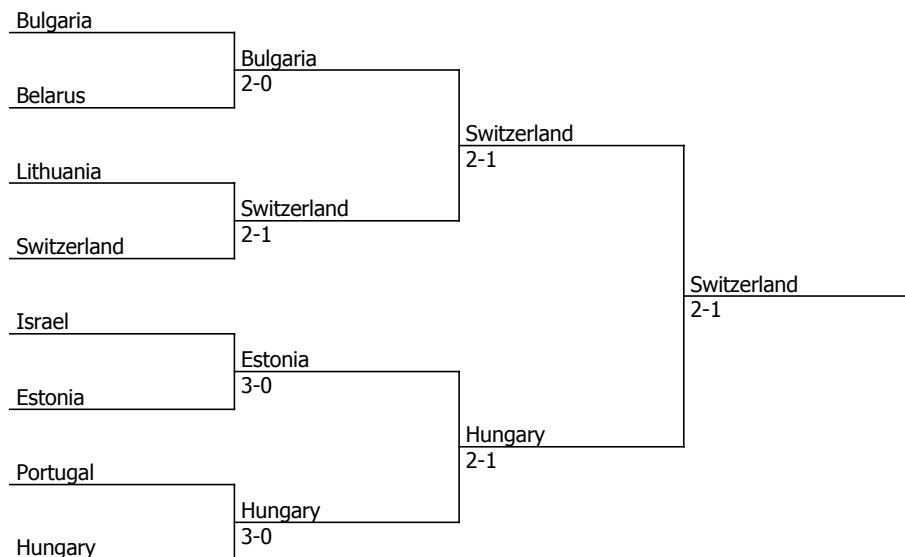 Bulgaria
Bulgaria
2-0
Belarus
Switzerland
2-1
Lithuania
Switzerland
2-1
Switzerland
Switzerland
2-1
Israel
Estonia
3-0
Estonia
Hungary
2-1
Portugal
Hungary
3-0
Hungary